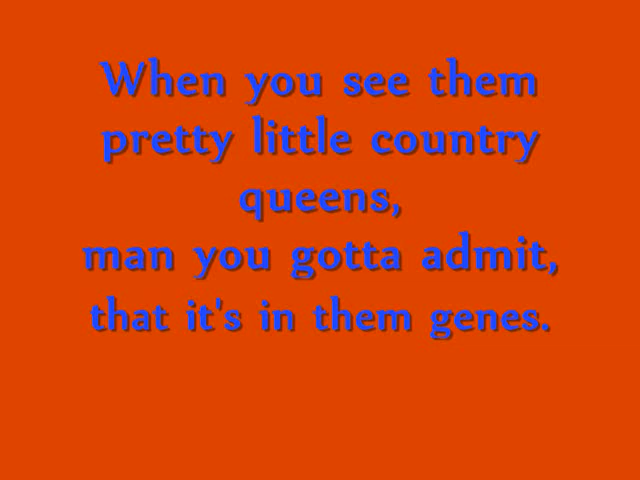 When you see them
pretty little country
queens,
man you gotta admit,
that it's in them genes.